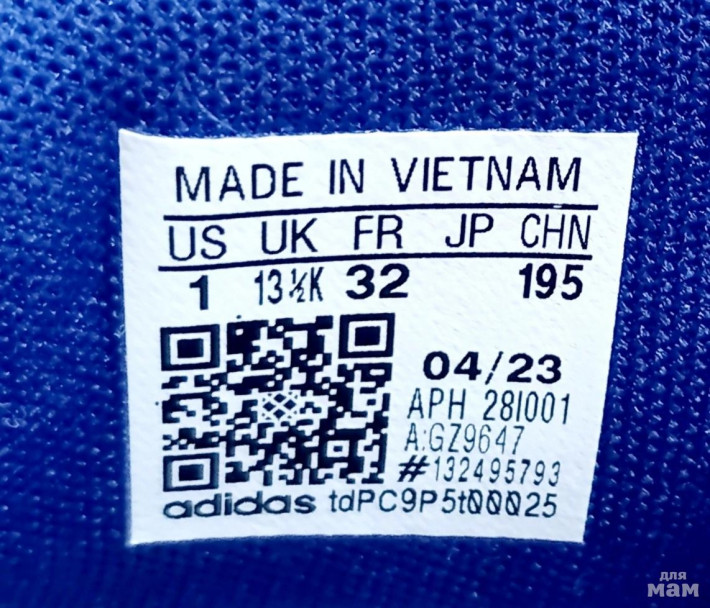 MADE IN VIETNAM
US UK FR JP CHN
1 13½K 32 195
04/23
APH 28I001
A:GZ9647
#132495793
adidas tdPC9P5t00025
для
мам